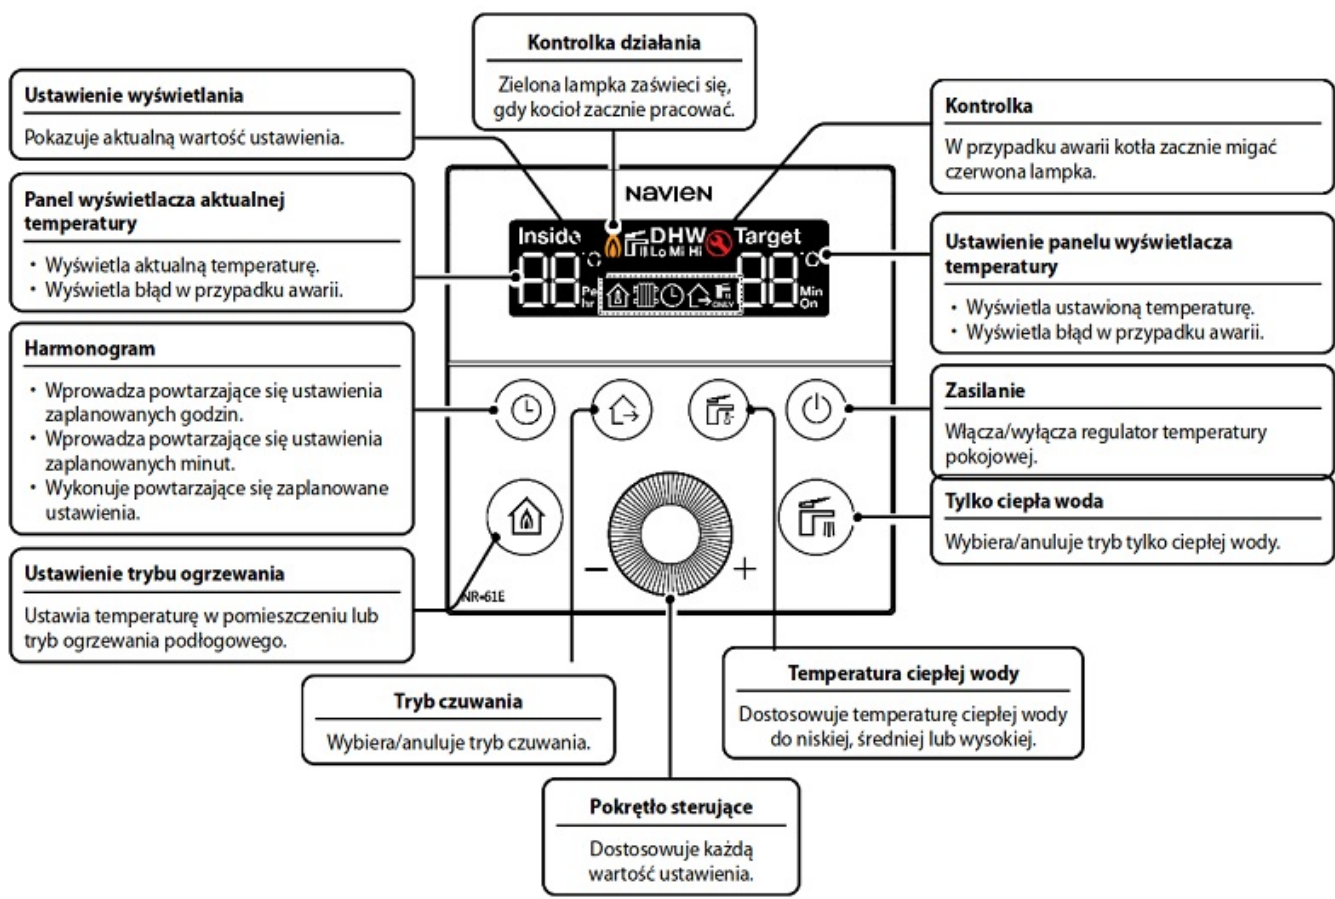 Kontrolka działania
Zielona lampka zaświeci się,
gdy kocioł zacznie pracować.
Ustawienie wyświetlania
Pokazuje aktualną wartość ustawienia.
Kontrolka
W przypadku awarii kotła zacznie migać
czerwona lampka.
Panel wyświetlacza aktualnej
temperatury
• Wyświetla aktualną temperaturę.
• Wyświetla błąd w przypadku awarii.
Ustawienie panelu wyświetlacza
temperatury
• Wyświetla ustawioną temperaturę.
• Wyświetla błąd w przypadku awarii.
NAVIEN
Inside DHW Target
Lo Mi Hi
88 °C 88 °C
Per Min
hr ONLY On
Harmonogram
• Wprowadza powtarzające się ustawienia
zaplanowanych godzin.
• Wprowadza powtarzające się ustawienia
zaplanowanych minut.
• Wykonuje powtarzające się zaplanowane
ustawienia.
Zasilanie
Włącza/wyłącza regulator temperatury
pokojowej.
Tylko ciepła woda
Wybiera/anuluje tryb tylko ciepłej wody.
Ustawienie trybu ogrzewania
Ustawia temperaturę w pomieszczeniu lub
tryb ogrzewania podłogowego.
− +
NR-61E
Tryb czuwania
Wybiera/anuluje tryb czuwania.
Temperatura ciepłej wody
Dostosowuje temperaturę ciepłej wody
do niskiej, średniej lub wysokiej.
Pokrętło sterujące
Dostosowuje każdą
wartość ustawienia.